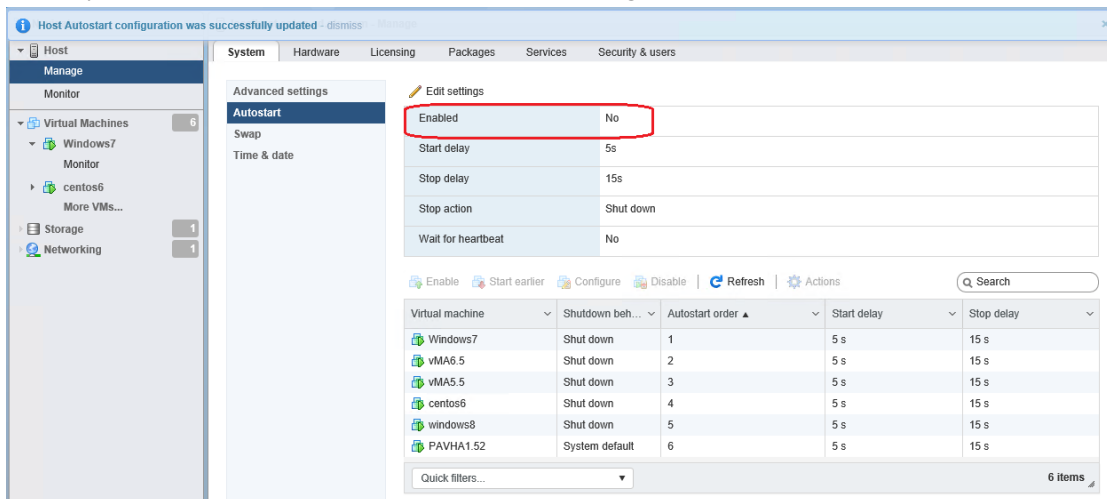 Host Autostart configuration was successfully updated - dismiss
Host
Manage
Monitor
Virtual Machines 6
Windows7
Monitor
centos6
More VMs...
Storage 1
Networking 1
System Hardware Licensing Packages Services Security & users
Advanced settings
Autostart
Swap
Time & date
Edit settings
Enabled No
Start delay 5s
Stop delay 15s
Stop action Shut down
Wait for heartbeat No
Enable Start earlier Configure Disable Refresh Actions Search
Virtual machine Shutdown beh... Autostart order Start delay Stop delay
Windows7 Shut down 1 5 s 15 s
vMA6.5 Shut down 2 5 s 15 s
vMA5.5 Shut down 3 5 s 15 s
centos6 Shut down 4 5 s 15 s
windows8 Shut down 5 5 s 15 s
PAVHA1.52 System default 6 5 s 15 s
Quick filters... 6 items